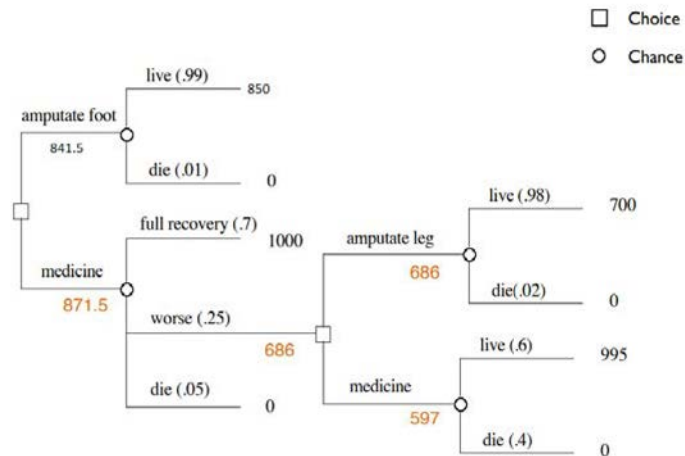 Choice
Chance
live (.99)
850
amputate foot
841.5
die (.01)
0
live (.98)
700
full recovery (.7)
1000
amputate leg
medicine
686
871.5
worse (.25)
die(.02)
0
686
live (.6)
995
die (.05)
0
medicine
597
die (.4)
0